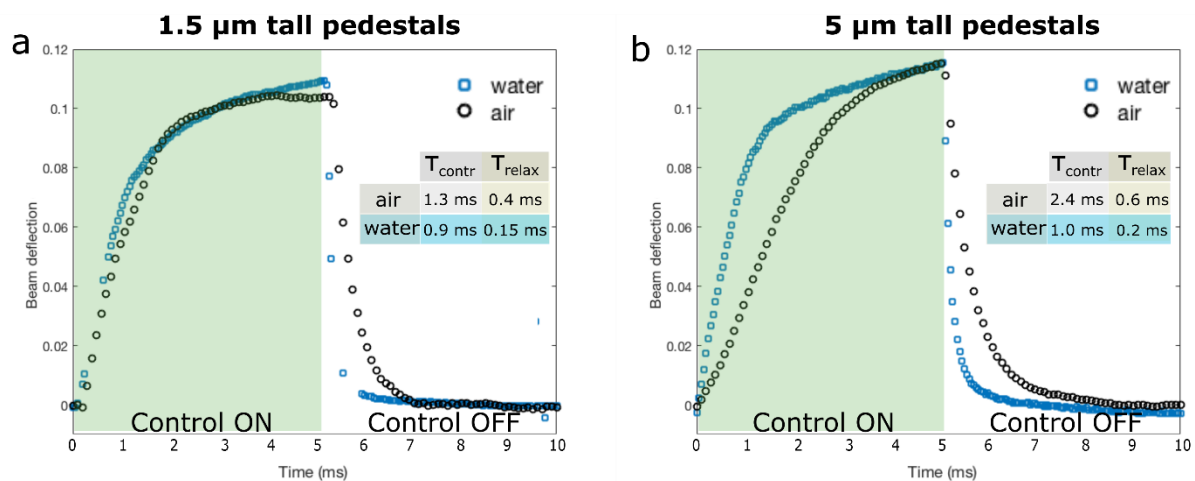 1.5 µm tall pedestals
a
0.12
0.1
0.08
0.06
0.04
0.02
0
Beam deflection
water
air
T contr T relax
air 1.3 ms 0.4 ms
water 0.9 ms 0.15 ms
Control ON Control OFF
0 1 2 3 4 5 6 7 8 9 10
Time (ms)
5 µm tall pedestals
b
0.12
0.1
0.08
0.06
0.04
0.02
0
Beam deflection
water
air
T contr T relax
air 2.4 ms 0.6 ms
water 1.0 ms 0.2 ms
Control ON Control OFF
0 1 2 3 4 5 6 7 8 9 10
Time (ms)